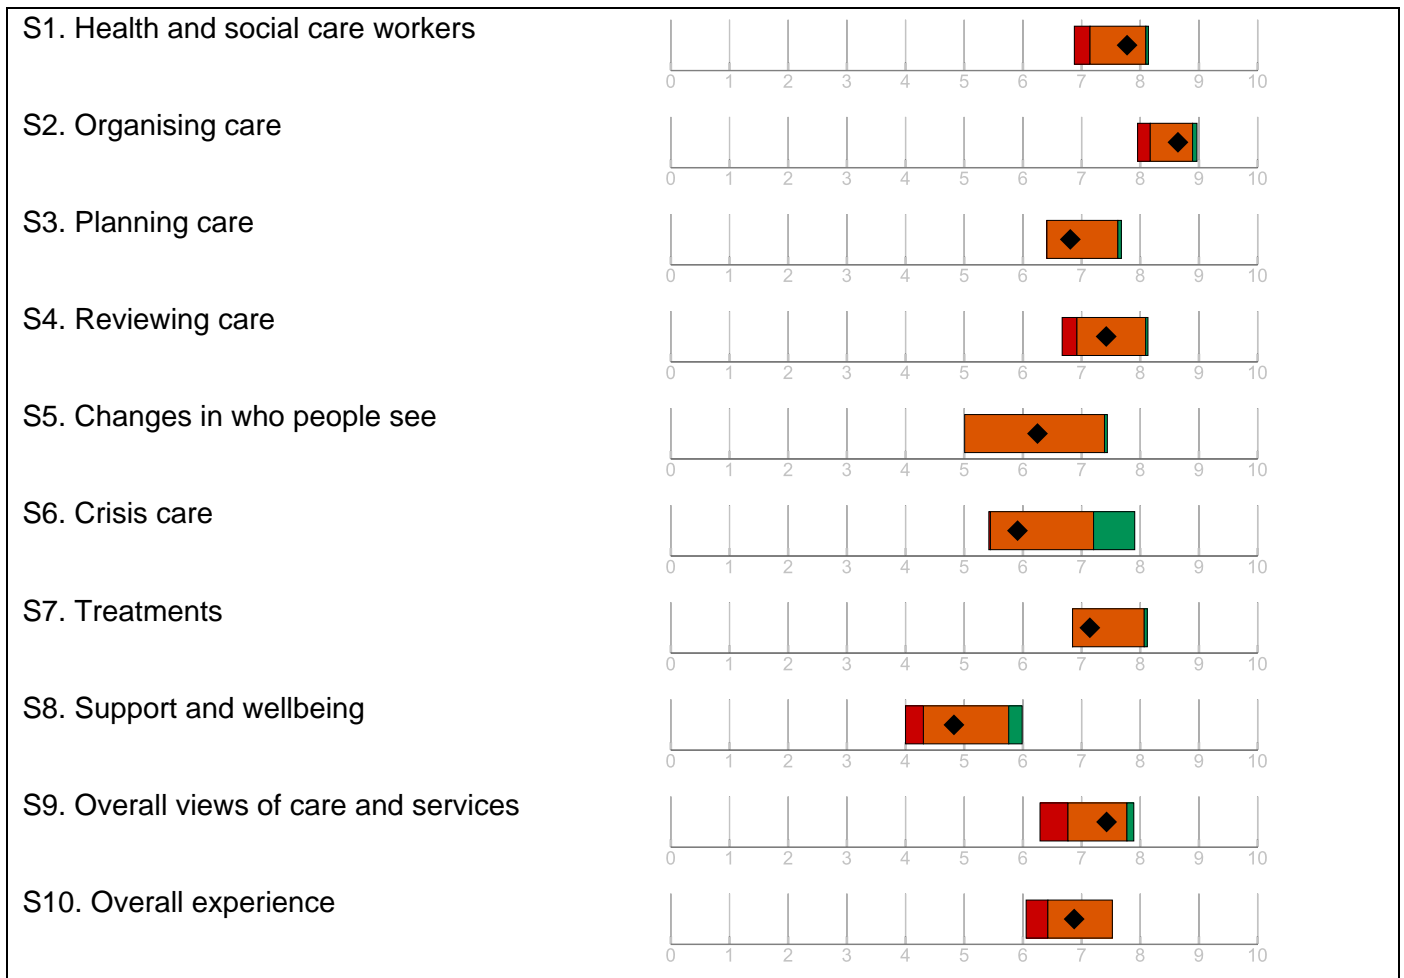 S1. Health and social care workers
0 1 2 3 4 5 6 7 8 9 10
S2. Organising care
0 1 2 3 4 5 6 7 8 9 10
S3. Planning care
0 1 2 3 4 5 6 7 8 9 10
S4. Reviewing care
0 1 2 3 4 5 6 7 8 9 10
S5. Changes in who people see
0 1 2 3 4 5 6 7 8 9 10
S6. Crisis care
0 1 2 3 4 5 6 7 8 9 10
S7. Treatments
0 1 2 3 4 5 6 7 8 9 10
S8. Support and wellbeing
0 1 2 3 4 5 6 7 8 9 10
S9. Overall views of care and services
0 1 2 3 4 5 6 7 8 9 10
S10. Overall experience
0 1 2 3 4 5 6 7 8 9 10